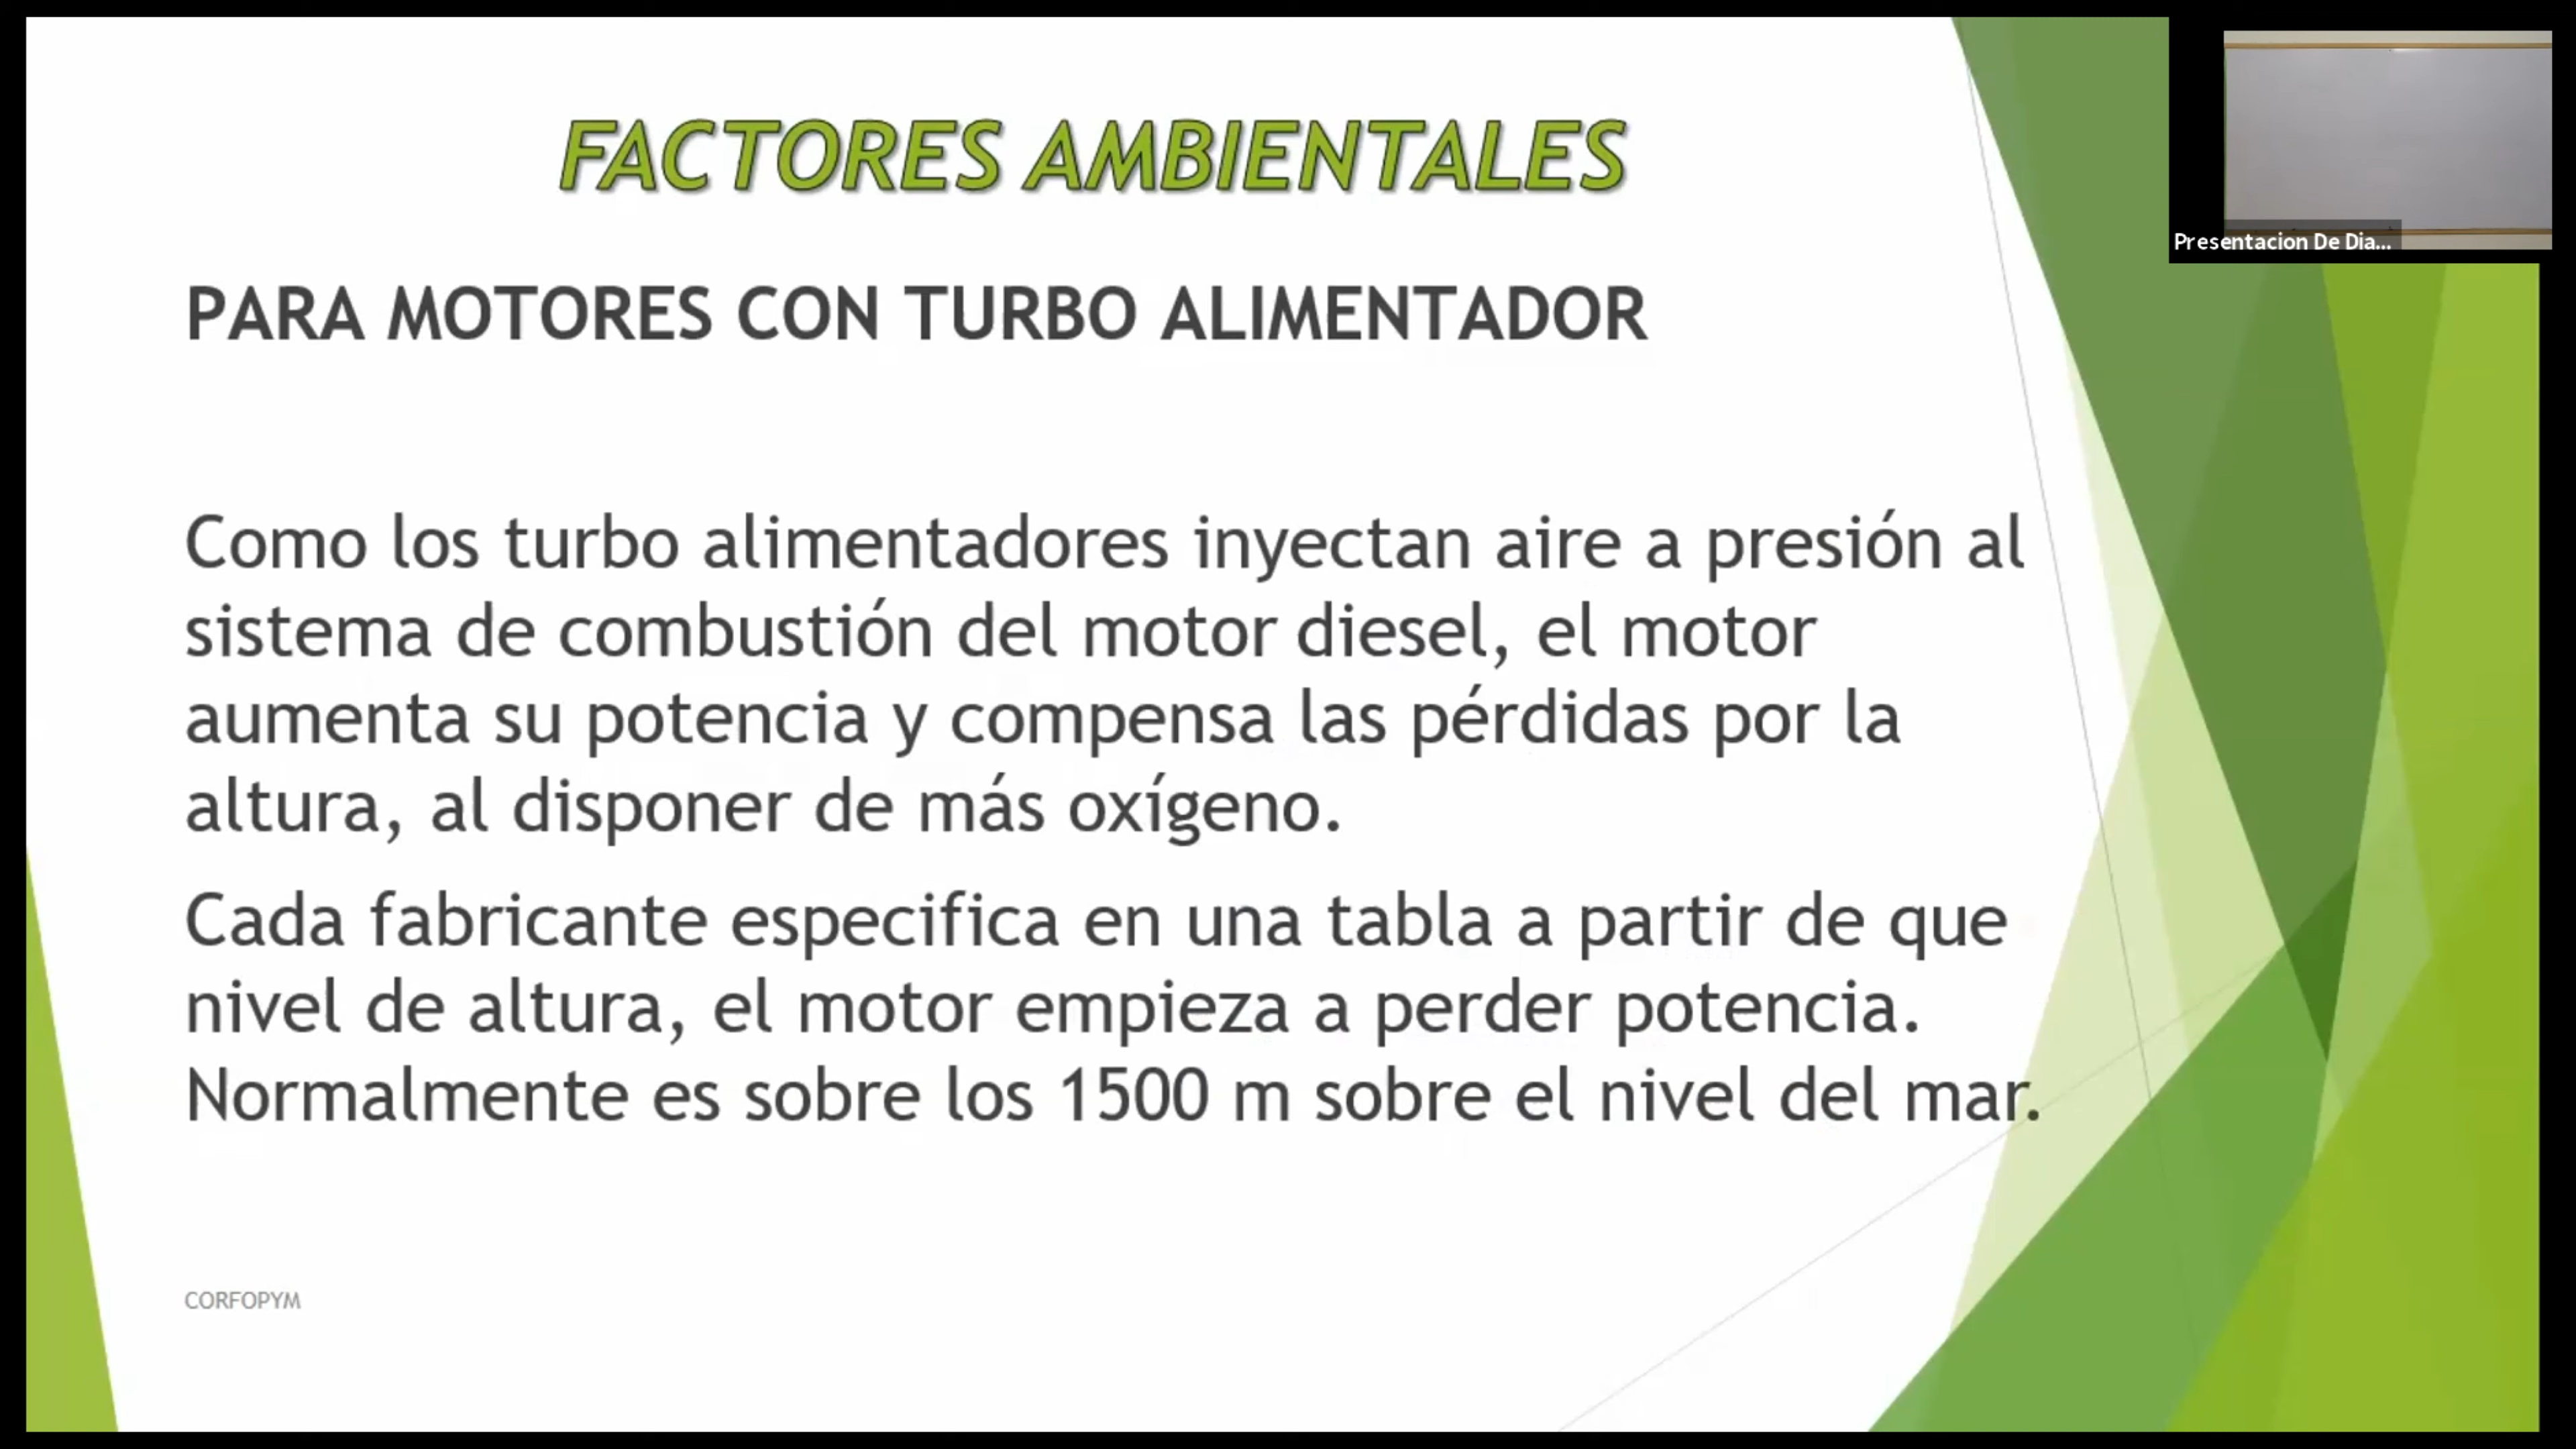 FACTORES AMBIENTALES
Presentacion De Dia...
PARA MOTORES CON TURBO ALIMENTADOR
Como los turbo alimentadores inyectan aire a presión al
sistema de combustión del motor diesel, el motor
aumenta su potencia y compensa las pérdidas por la
altura, al disponer de más oxígeno.
Cada fabricante especifica en una tabla a partir de que
nivel de altura, el motor empieza a perder potencia.
Normalmente es sobre los 1500 m sobre el nivel del mar.
CORFOPYM